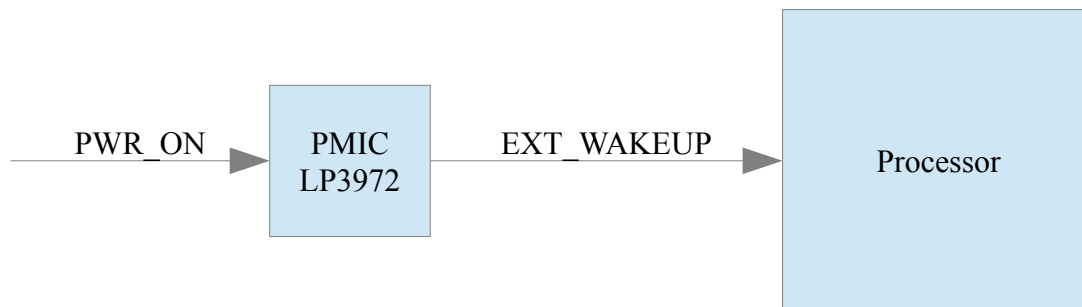 PWR_ON
PMIC
LP3972
EXT_WAKEUP
Processor